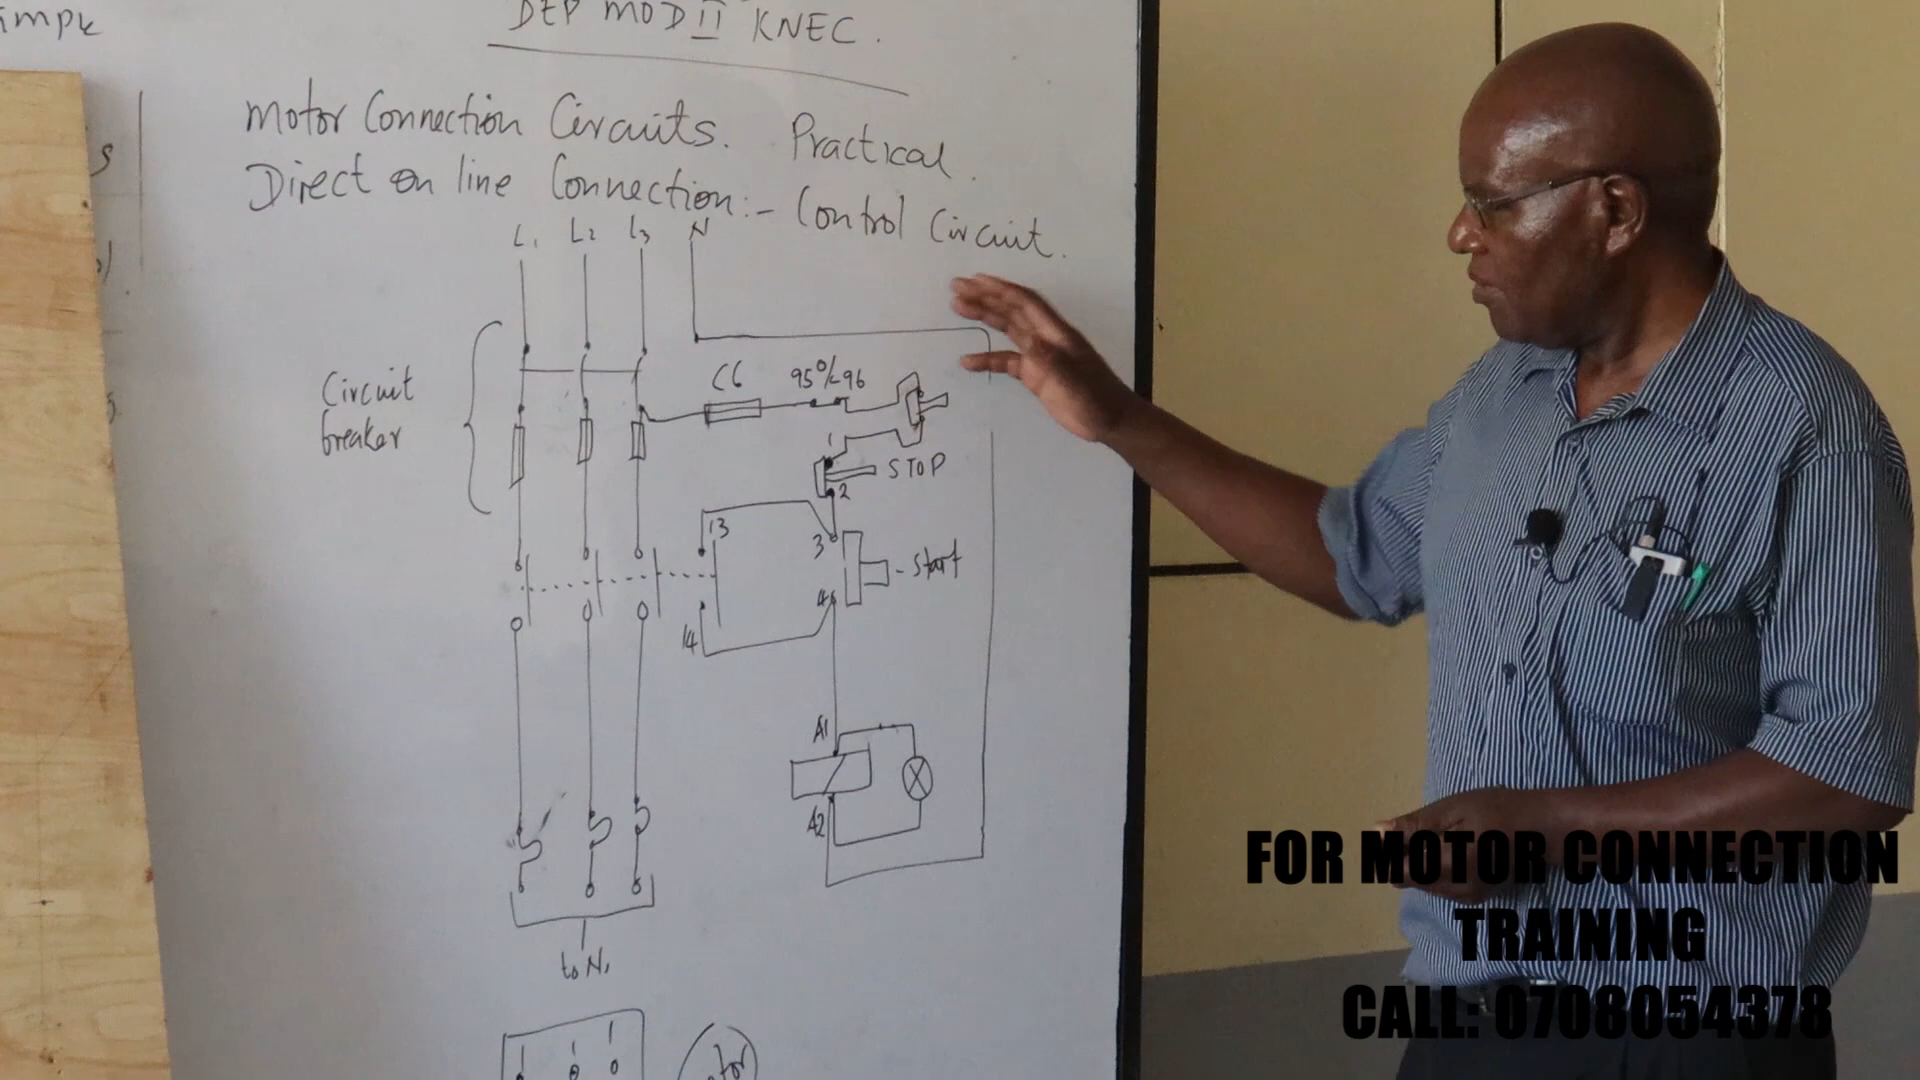 DEP MOD II KNEC.
Motor Connection Circuits. Practical.
Direct on line Connection:- Control Circuit.
L1 L2 L3 N
Circuit
breaker
95 96
1
STOP
2
13
3
Start
4
14
A1
A2
to
FOR MOTOR CONNECTION
TRAINING
CALL: 0708054378